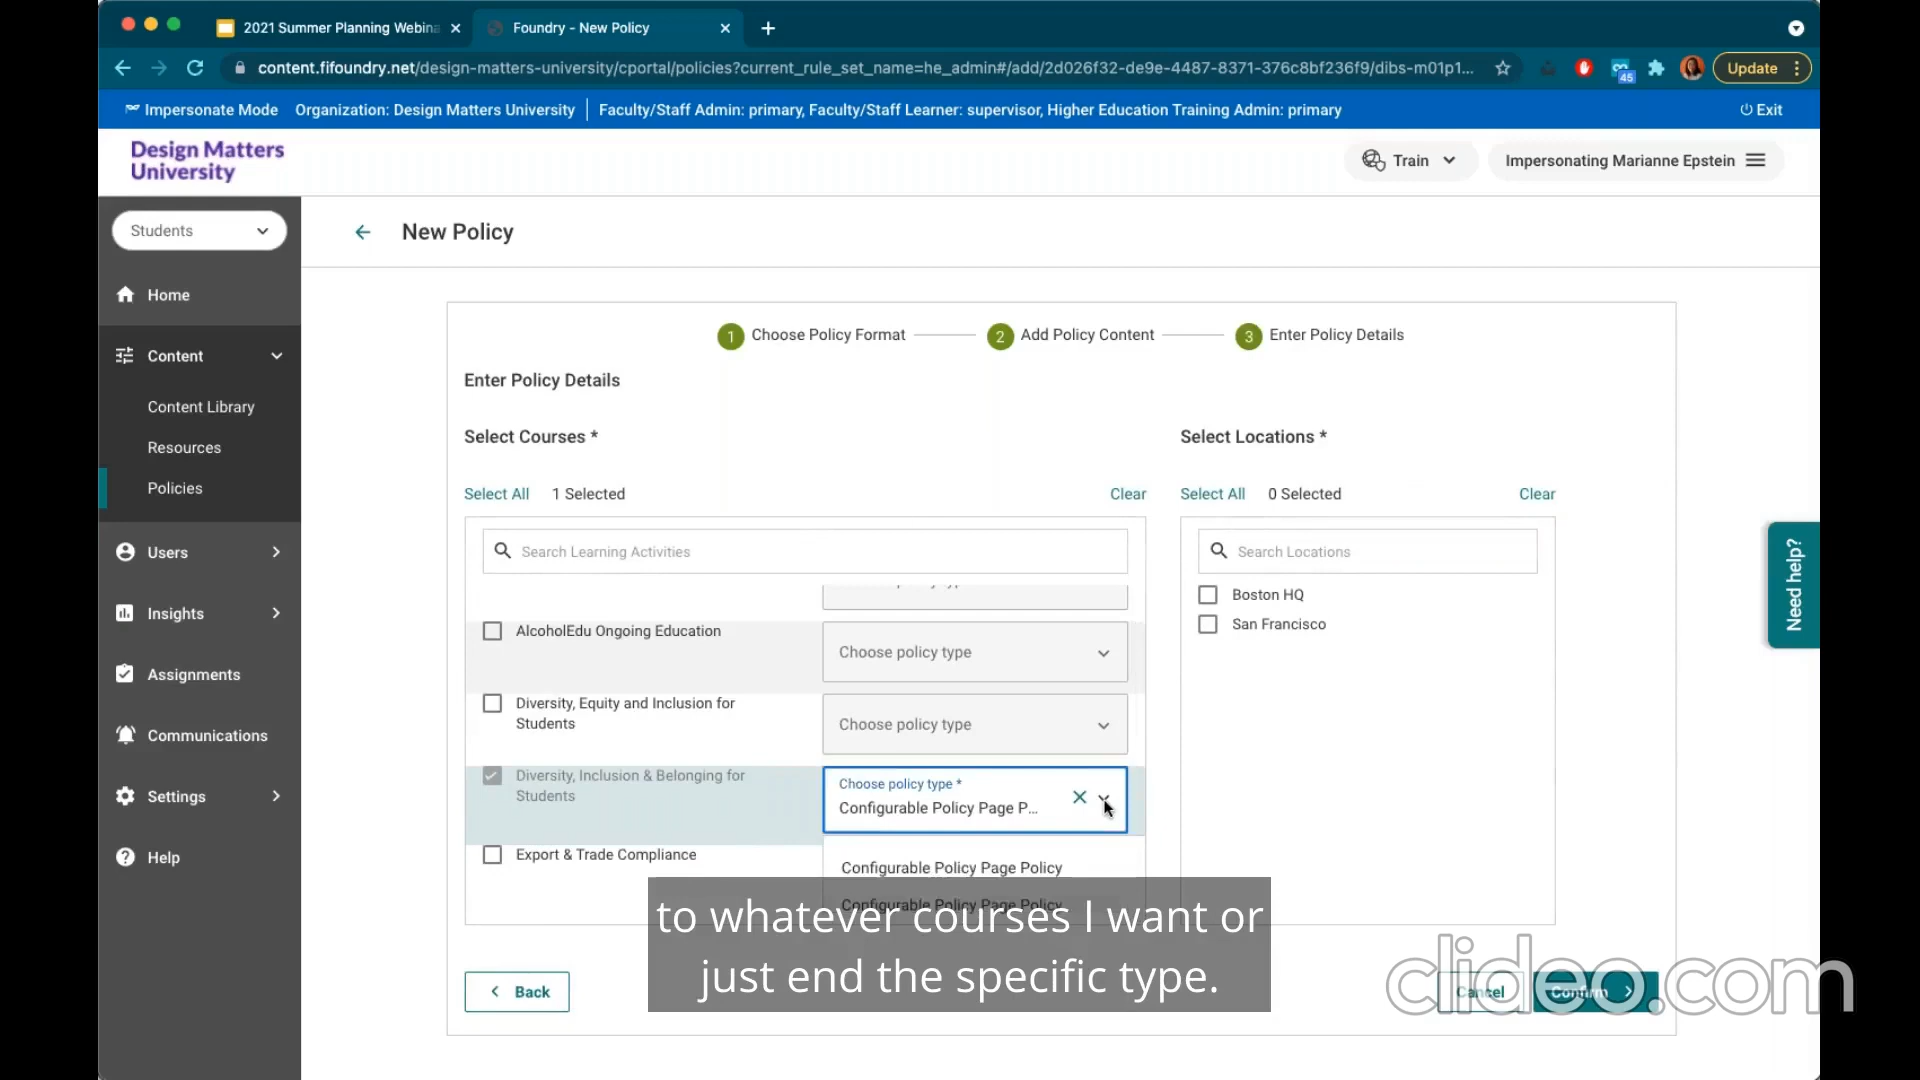 2021 Summer Planning Webina
Foundry - New Policy
content.fifoundry.net/design-matters-university/cportal/policies?current_rule_set_name=he_admin#/add/2d026f32-de9e-4487-8371-376c8bf236f9/dibs-m01p1...
45
Update
Impersonate Mode
Organization: Design Matters University
Faculty/Staff Admin: primary, Faculty/Staff Learner: supervisor, Higher Education Training Admin: primary
Exit
Design Matters
University
Train
Impersonating Marianne Epstein
Students
New Policy
Home
Content
Content Library
Resources
Policies
Users
Insights
Assignments
Communications
Settings
Help
1 Choose Policy Format
2 Add Policy Content
3 Enter Policy Details
Enter Policy Details
Select Courses *
Select All
1 Selected
Clear
Search Learning Activities
AlcoholEdu Ongoing Education
Choose policy type
Diversity, Equity and Inclusion for
Students
Choose policy type
Diversity, Inclusion & Belonging for
Students
Choose policy type *
Configurable Policy Page P...
Export & Trade Compliance
Configurable Policy Page Policy
Configurable Policy Page Policy
Select Locations *
Select All
0 Selected
Clear
Search Locations
Boston HQ
San Francisco
Need help?
to whatever courses I want or
just end the specific type.
Back
Cancel
Confirm
clideo.com